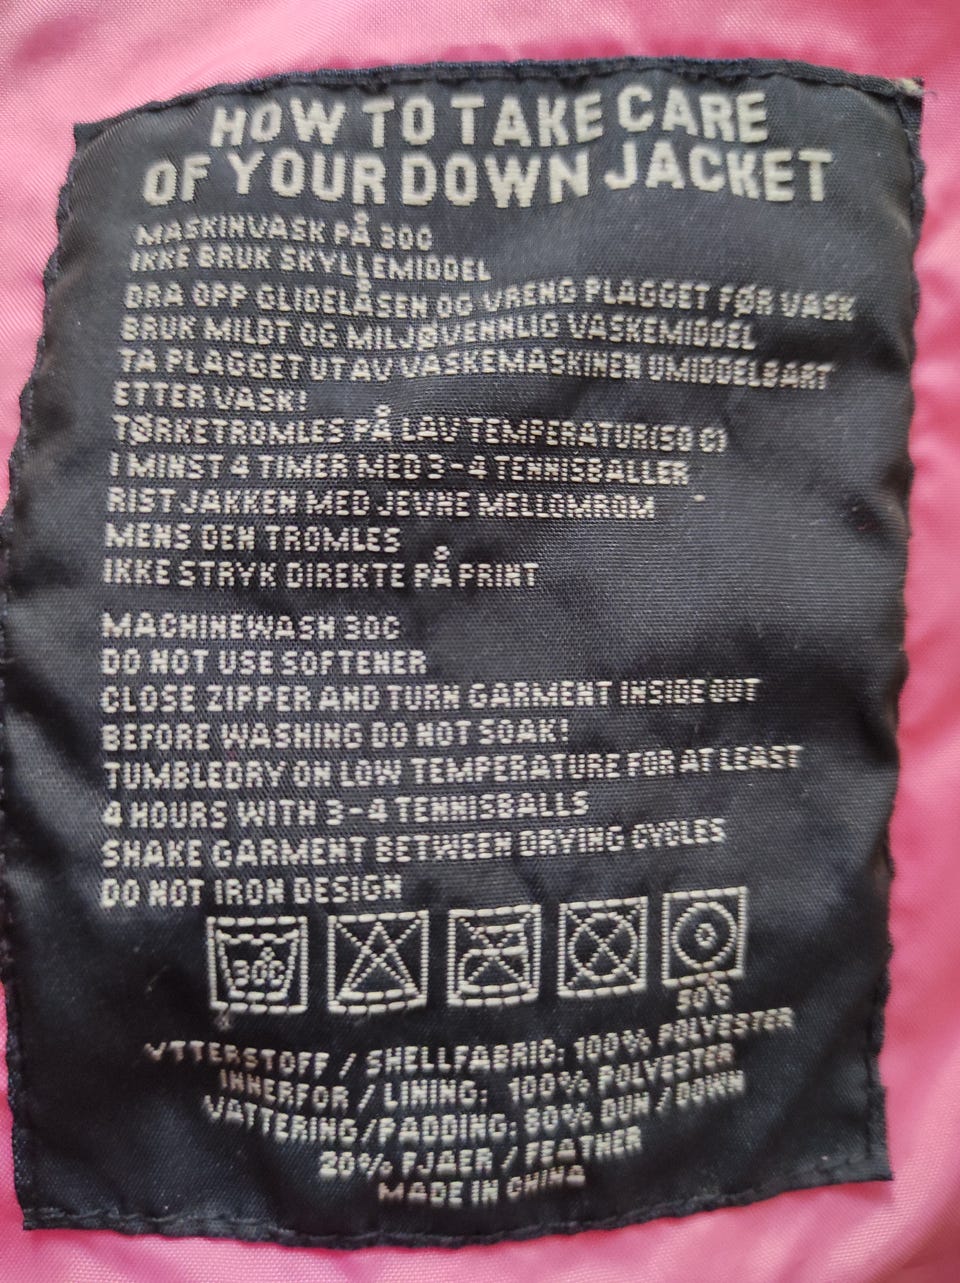 HOW TO TAKE CARE
OF YOUR DOWN JACKET
MASKINVASK PÅ 30C
IKKE BRUK SKYLLEMIDDEL
DRA OPP GLIDELÅSEN OG VRENG PLAGGET FØR VASK
BRUK MILDT OG MILJØVENNLIG VASKEMIDDEL
TA PLAGGET UT AV VASKEMASKINEN UMIDDELBART
ETTER VASK!
TØRKETROMLES PÅ LAV TEMPERATUR(50 C)
I MINST 4 TIMER MED 3-4 TENNISBALLER
RIST JAKKEN MED JEVNE MELLOMROM
MENS DEN TROMLES
IKKE STRYK DIREKTE PÅ PRINT
MACHINEWASH 30C
DO NOT USE SOFTENER
CLOSE ZIPPER AND TURN GARMENT INSIDE OUT
BEFORE WASHING DO NOT SOAK!
TUMBLEDRY ON LOW TEMPERATURE FOR AT LEAST
4 HOURS WITH 3-4 TENNISBALLS
SHAKE GARMENT BETWEEN DRYING CYCLES
DO NOT IRON DESIGN
30C
50°C
YTTERSTOFF / SHELLFABRIC: 100% POLYESTER
INNERFOR / LINING: 100% POLYESTER
VATTERING/PADDING: 80% DUN / DOWN
20% FJAER / FEATHER
MADE IN CHINA